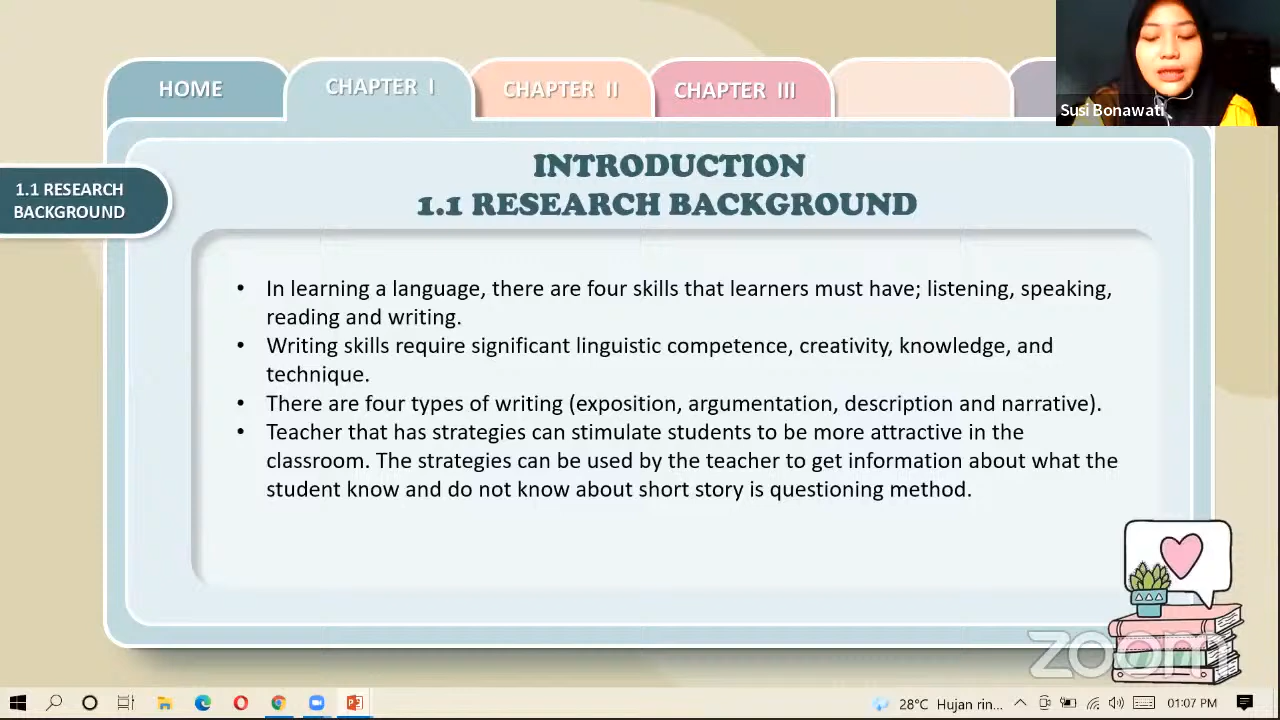 HOME
CHAPTER I
CHAPTER II
CHAPTER III
Susi Bonawati
1.1 RESEARCH
BACKGROUND
INTRODUCTION
1.1 RESEARCH BACKGROUND
• In learning a language, there are four skills that learners must have; listening, speaking,
reading and writing.
• Writing skills require significant linguistic competence, creativity, knowledge, and
technique.
• There are four types of writing (exposition, argumentation, description and narrative).
• Teacher that has strategies can stimulate students to be more attractive in the
classroom. The strategies can be used by the teacher to get information about what the
student know and do not know about short story is questioning method.
zoom
28°C Hujan rin... 01:07 PM